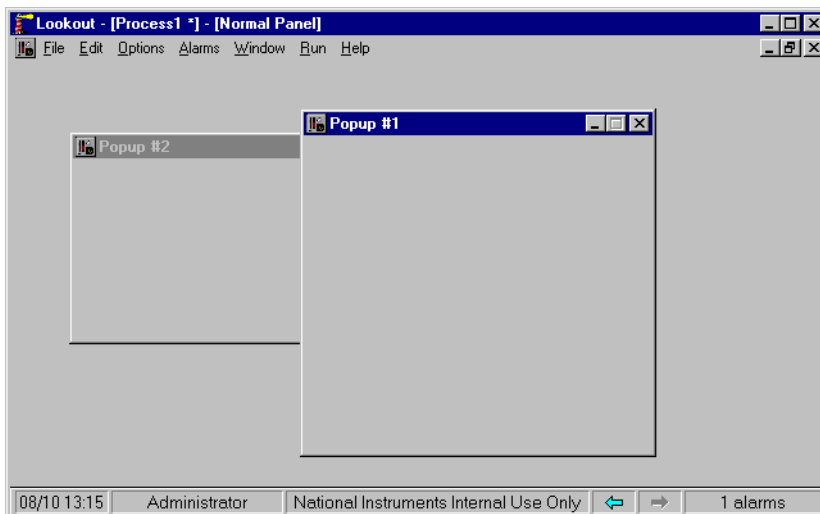 Lookout - [Process1 *] - [Normal Panel]
File Edit Options Alarms Window Run Help
Popup #1
Popup #2
08/10 13:15 Administrator National Instruments Internal Use Only 1 alarms